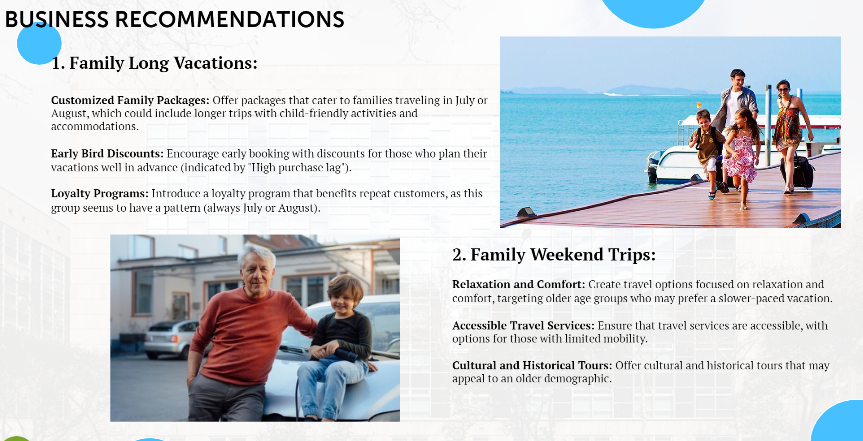 BUSINESS RECOMMENDATIONS
1. Family Long Vacations:
Customized Family Packages: Offer packages that cater to families traveling in July or
August, which could include longer trips with child-friendly activities and
accommodations.
Early Bird Discounts: Encourage early booking with discounts for those who plan their
vacations well in advance (indicated by "High purchase lag").
Loyalty Programs: Introduce a loyalty program that benefits repeat customers, as this
group seems to have a pattern (always July or August).
2. Family Weekend Trips:
Relaxation and Comfort: Create travel options focused on relaxation and
comfort, targeting older age groups who may prefer a slower-paced vacation.
Accessible Travel Services: Ensure that travel services are accessible, with
options for those with limited mobility.
Cultural and Historical Tours: Offer cultural and historical tours that may
appeal to an older demographic.